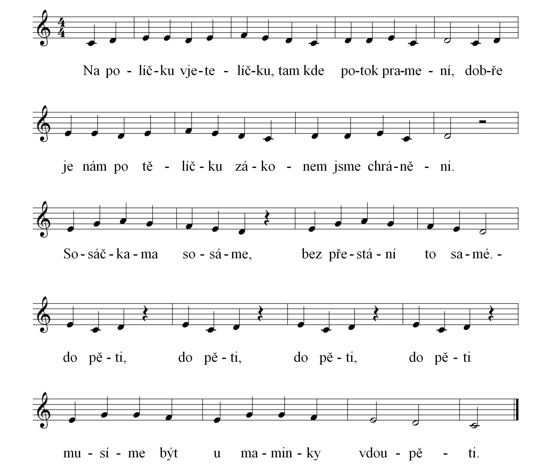 Na po - líč-ku vje-te - líč-ku, tam kde po-tok pra-me - ní, dob-ře
je nám po tě - líč - ku zá - ko - nem jsme chrá-ně - ni.
So-sáč-ka-ma so-sá-me, bez pře-stá-ní to sa-mé.-
do pě-ti, do pě-ti, do pě-ti, do pě-ti
mu - sí - me být u ma-min-ky vdou-pě - ti.